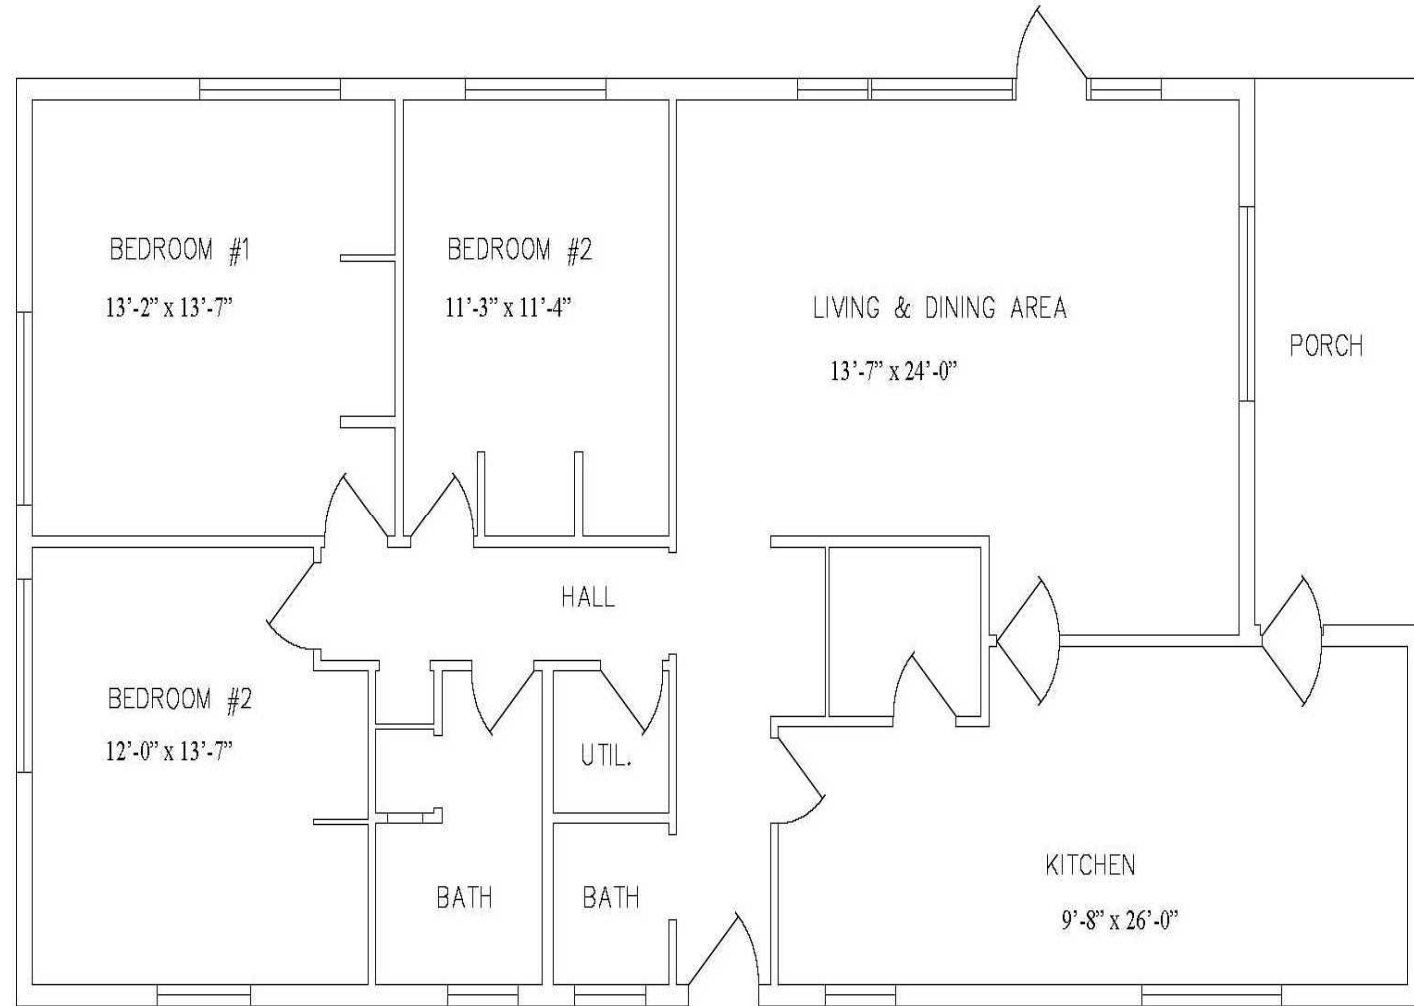 BEDROOM #1
13'-2” x 13'-7”
BEDROOM #2
11'-3” x 11'-4”
LIVING & DINING AREA
13'-7” x 24'-0”
PORCH
HALL
BEDROOM #2
12'-0” x 13'-7”
UTIL.
BATH
BATH
KITCHEN
9'-8” x 26'-0”